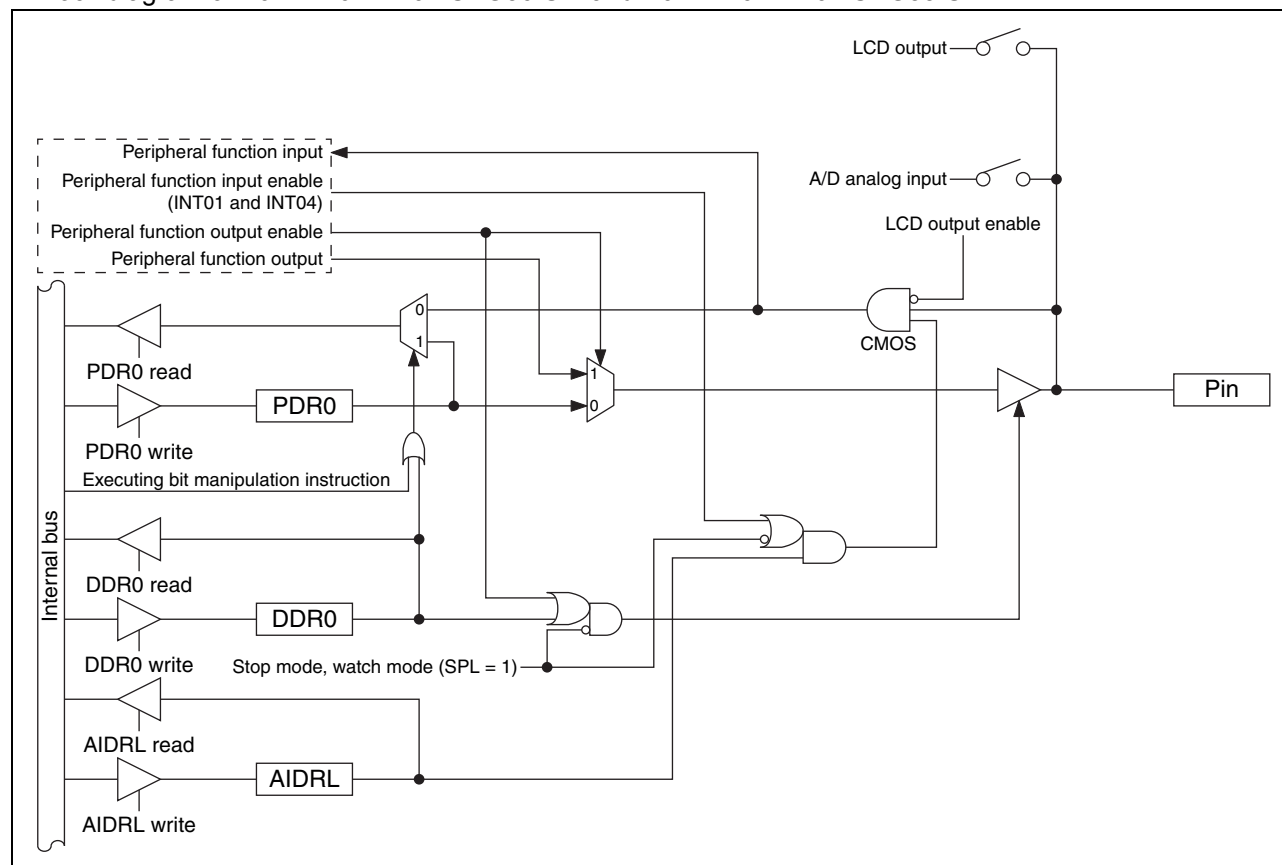 LCD output
Peripheral function input
A/D analog input
Peripheral function input enable
(INT01 and INT04)
LCD output enable
Peripheral function output enable
Peripheral function output
0
1
CMOS
PDR0 read
1
0
PDR0
Pin
PDR0 write
Executing bit manipulation instruction
Internal bus
DDR0 read
DDR0
DDR0 write
Stop mode, watch mode (SPL = 1)
AIDRL read
AIDRL
AIDRL write